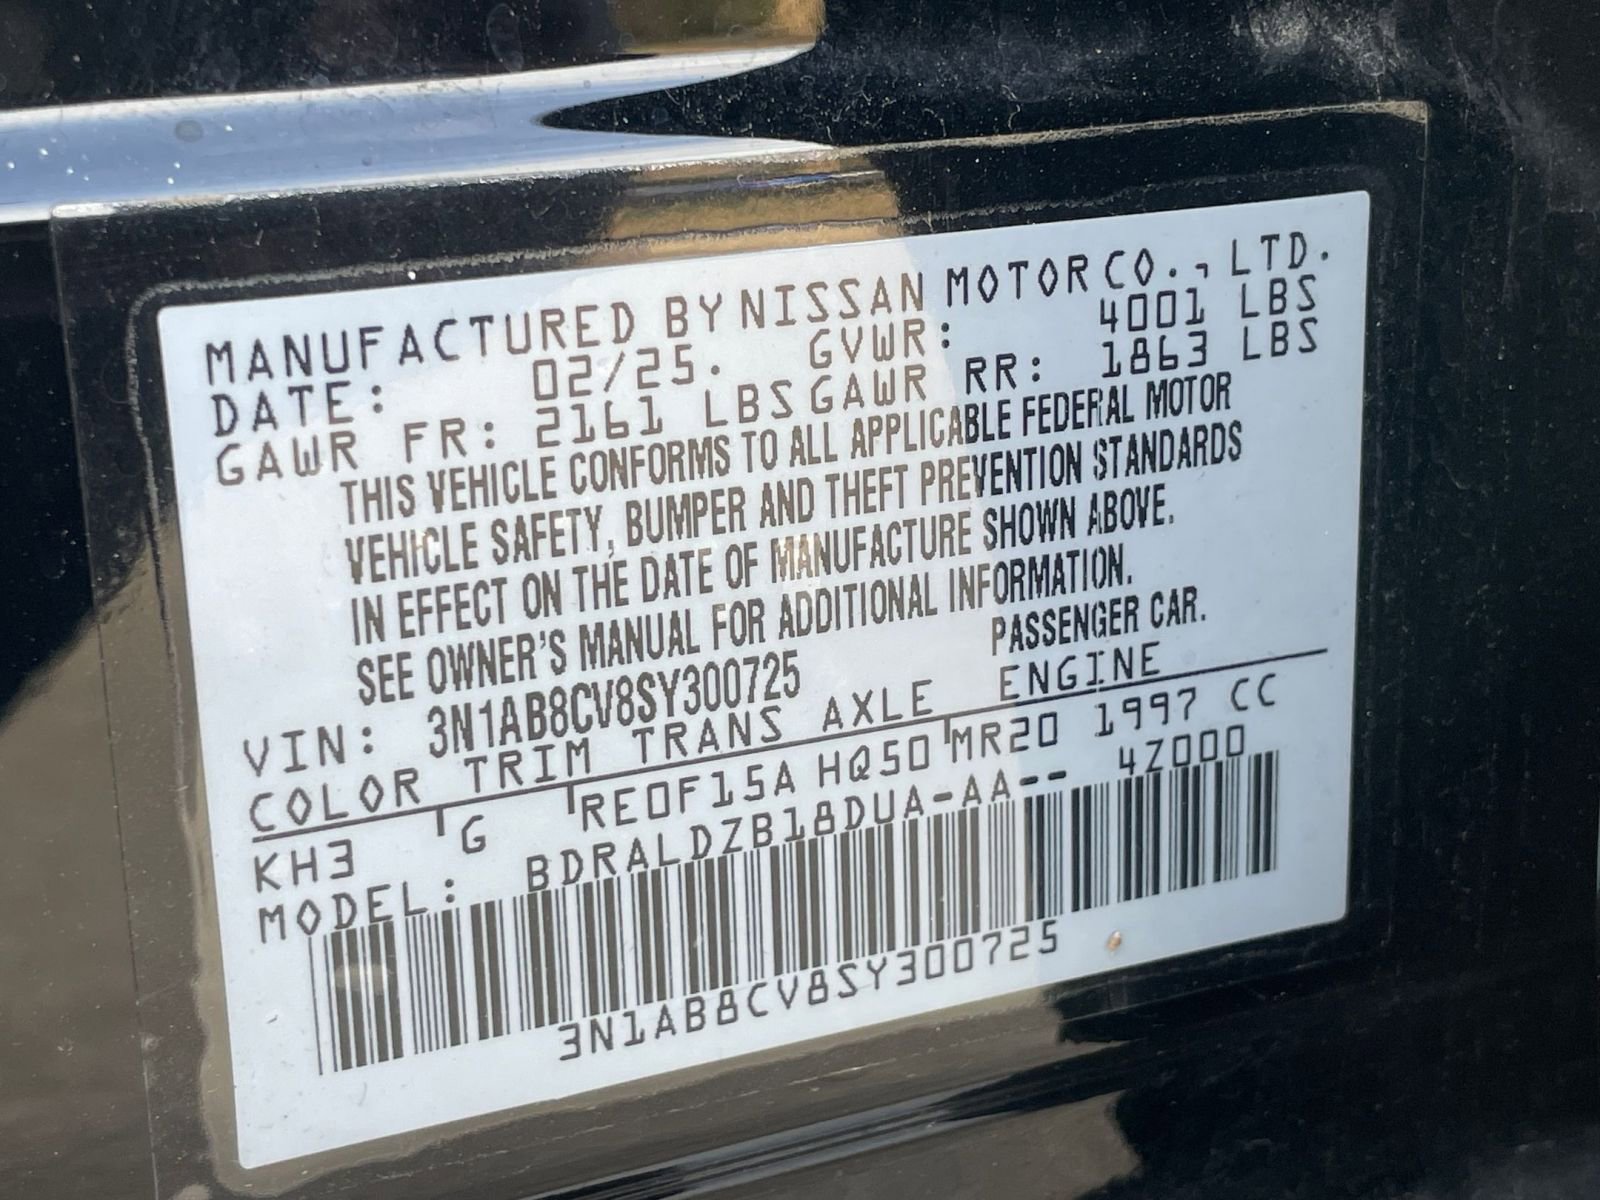 MANUFACTURED BY NISSAN MOTOR CO., LTD.
DATE: 02/25. GVWR: 4001 LBS
GAWR FR: 2161 LBS GAWR RR: 1863 LBS
THIS VEHICLE CONFORMS TO ALL APPLICABLE FEDERAL MOTOR
VEHICLE SAFETY, BUMPER AND THEFT PREVENTION STANDARDS
IN EFFECT ON THE DATE OF MANUFACTURE SHOWN ABOVE.
SEE OWNER'S MANUAL FOR ADDITIONAL INFORMATION.
VIN: 3N1AB8CV8SY300725 PASSENGER CAR.
COLOR TRIM TRANS AXLE ENGINE
KH3 G RE0F15A HQ50 MR20 1997 CC
MODEL: BDRALDZB18DUA-AA-- 4Z000
3N1AB8CV8SY300725